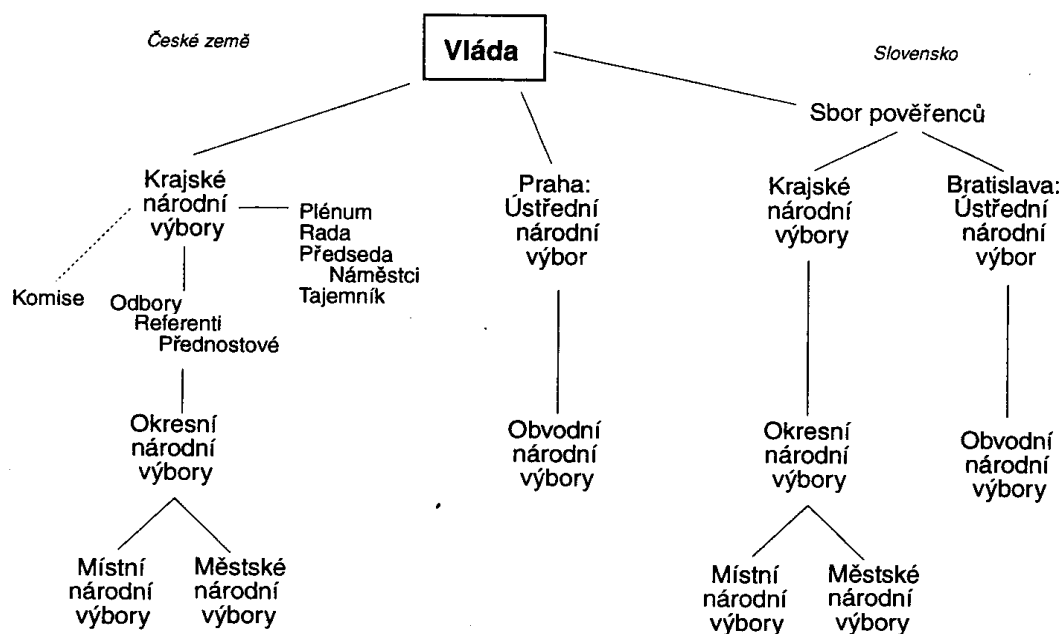 České země
Vláda
Slovensko
Sbor pověřenců
Krajské
národní
výbory
Plénum
Rada
Předseda
Náměstci
Tajemník
Komise
Odbory
Referenti
Přednostové
Praha:
Ústřední
národní
výbor
Krajské
národní
výbory
Bratislava:
Ústřední
národní
výbor
Okresní
národní
výbory
Obvodní
národní
výbory
Okresní
národní
výbory
Obvodní
národní
výbory
Místní
národní
výbory
Městské
národní
výbory
Místní
národní
výbory
Městské
národní
výbory